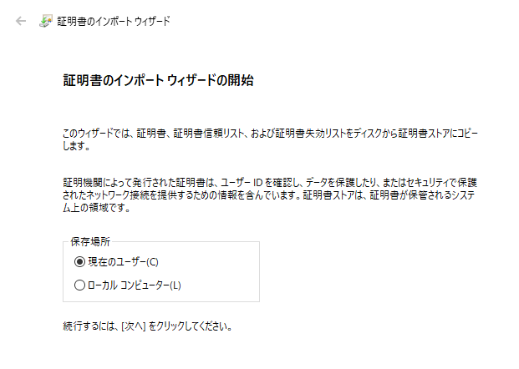 証明書のインポート ウィザード
証明書のインポート ウィザードの開始
このウィザードでは、証明書、証明書信頼リスト、および証明書失効リストをディスクから証明書ストアにコピー
します。
証明機関によって発行された証明書は、ユーザー ID を確認し、データを保護したり、またはセキュリティで保護
されたネットワーク接続を提供するための情報を含んでいます。証明書ストアは、証明書が保管されるシステ
ム上の領域です。
保存場所
現在のユーザー(C)
ローカル コンピューター(L)
続行するには、[次へ] をクリックしてください。